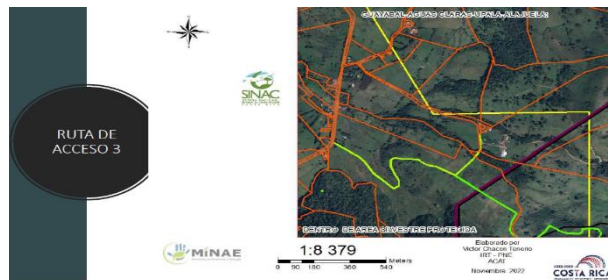 GUAYABAL-AGUAS CLARAS-UPALA-ALAJUELA
SINAC
RUTA DE
ACCESO 3
DENTRO DE AREA SILVESTRE PROTEGIDA
MiNAE
1:8 379
Meters
0 90 180 360 540
Elaborado por
Victor Chacon Tenorio
IRT - PNE
ACAT
Noviembre, 2022
COSTA RICA